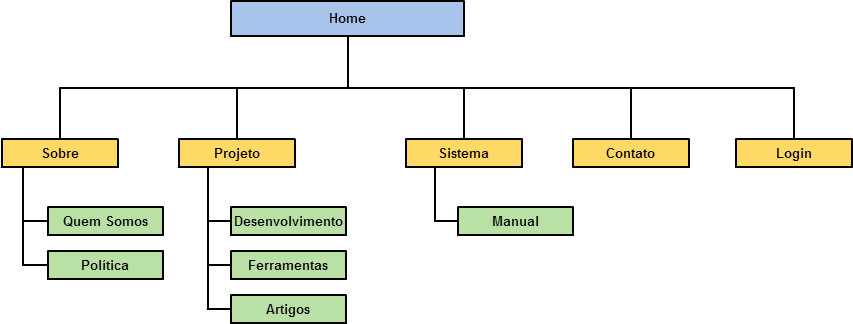 Home
Sobre
Projeto
Sistema
Contato
Login
Quem Somos
Desenvolvimento
Manual
Política
Ferramentas
Artigos